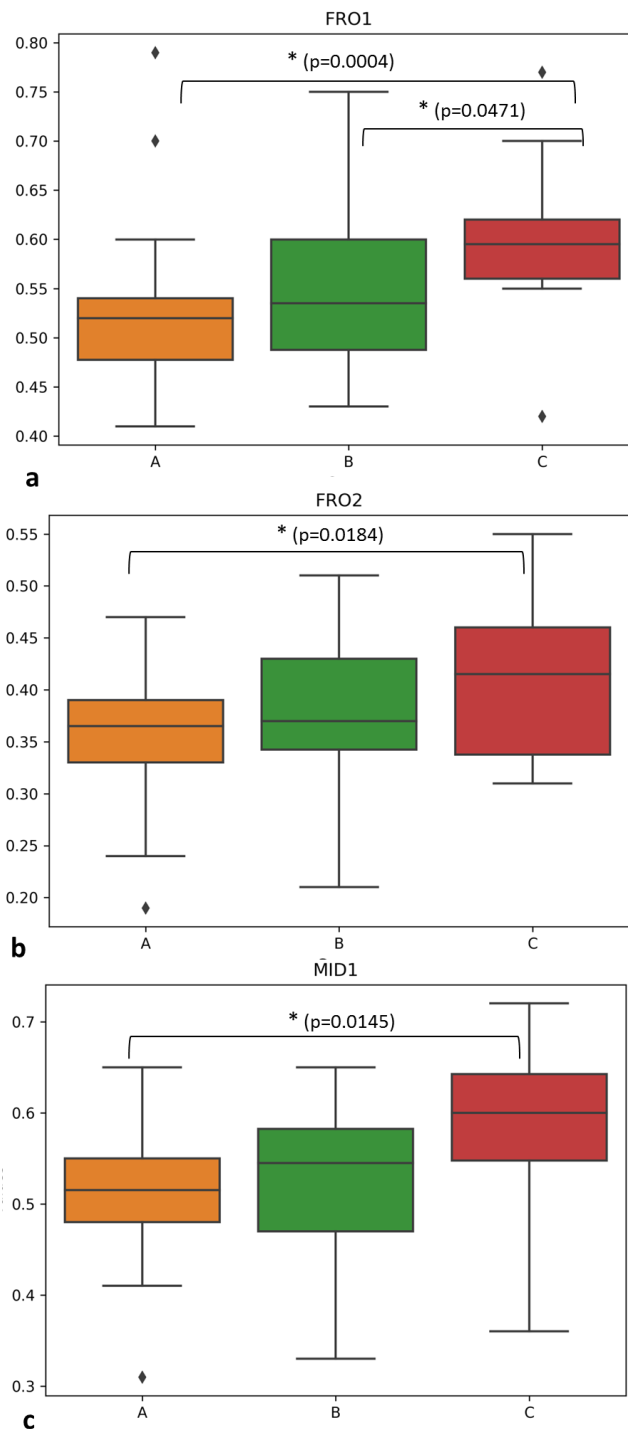 FRO1
* (p=0.0004)
* (p=0.0471)
0.80
0.75
0.70
0.65
0.60
0.55
0.50
0.45
0.40
A B C
a
FRO2
* (p=0.0184)
0.55
0.50
0.45
0.40
0.35
0.30
0.25
0.20
A B C
b
MID1
* (p=0.0145)
0.7
0.6
0.5
0.4
0.3
A B C
c